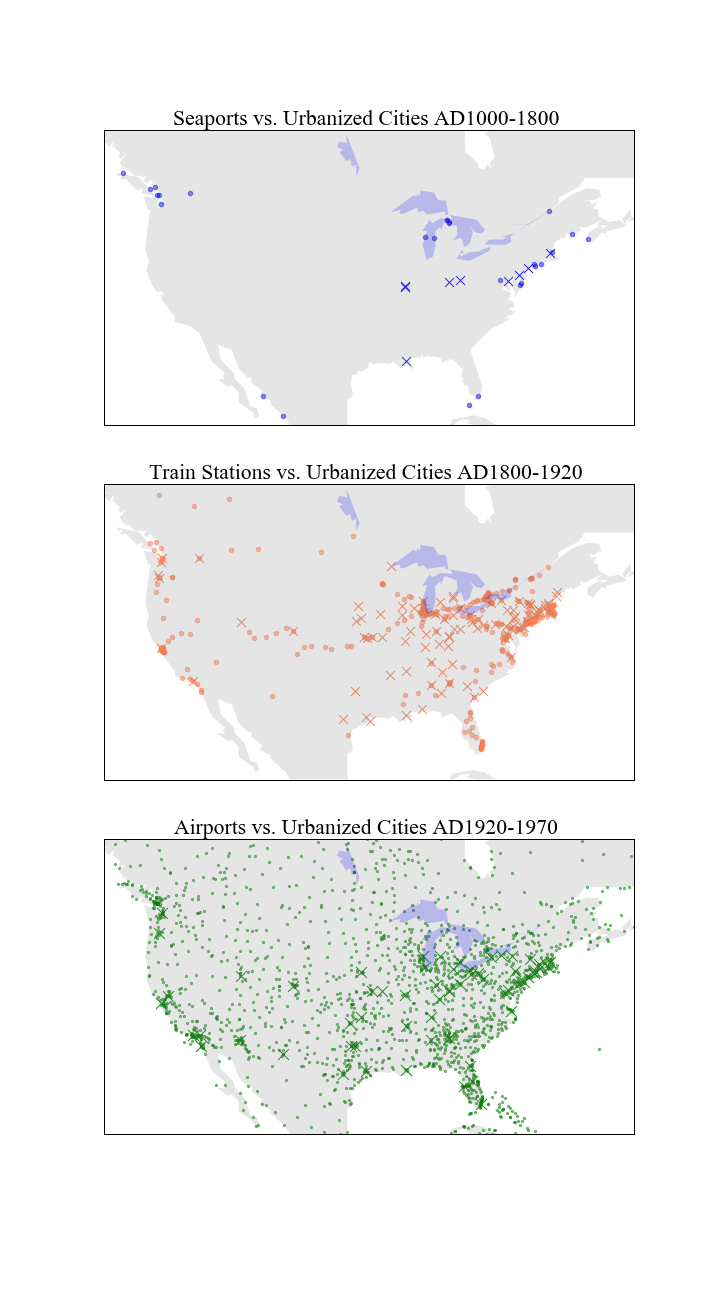 Seaports vs. Urbanized Cities AD1000-1800
Train Stations vs. Urbanized Cities AD1800-1920
Airports vs. Urbanized Cities AD1920-1970